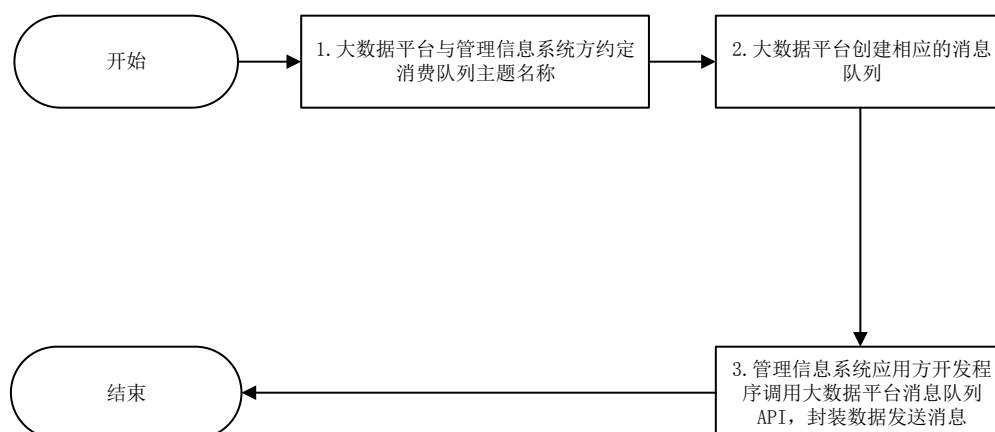 开始
1.大数据平台与管理信息系统方约定
消费队列主题名称
2.大数据平台创建相应的消息
队列
3.管理信息系统应用方开发程
序调用大数据平台消息队列
API，封装数据发送消息
结束